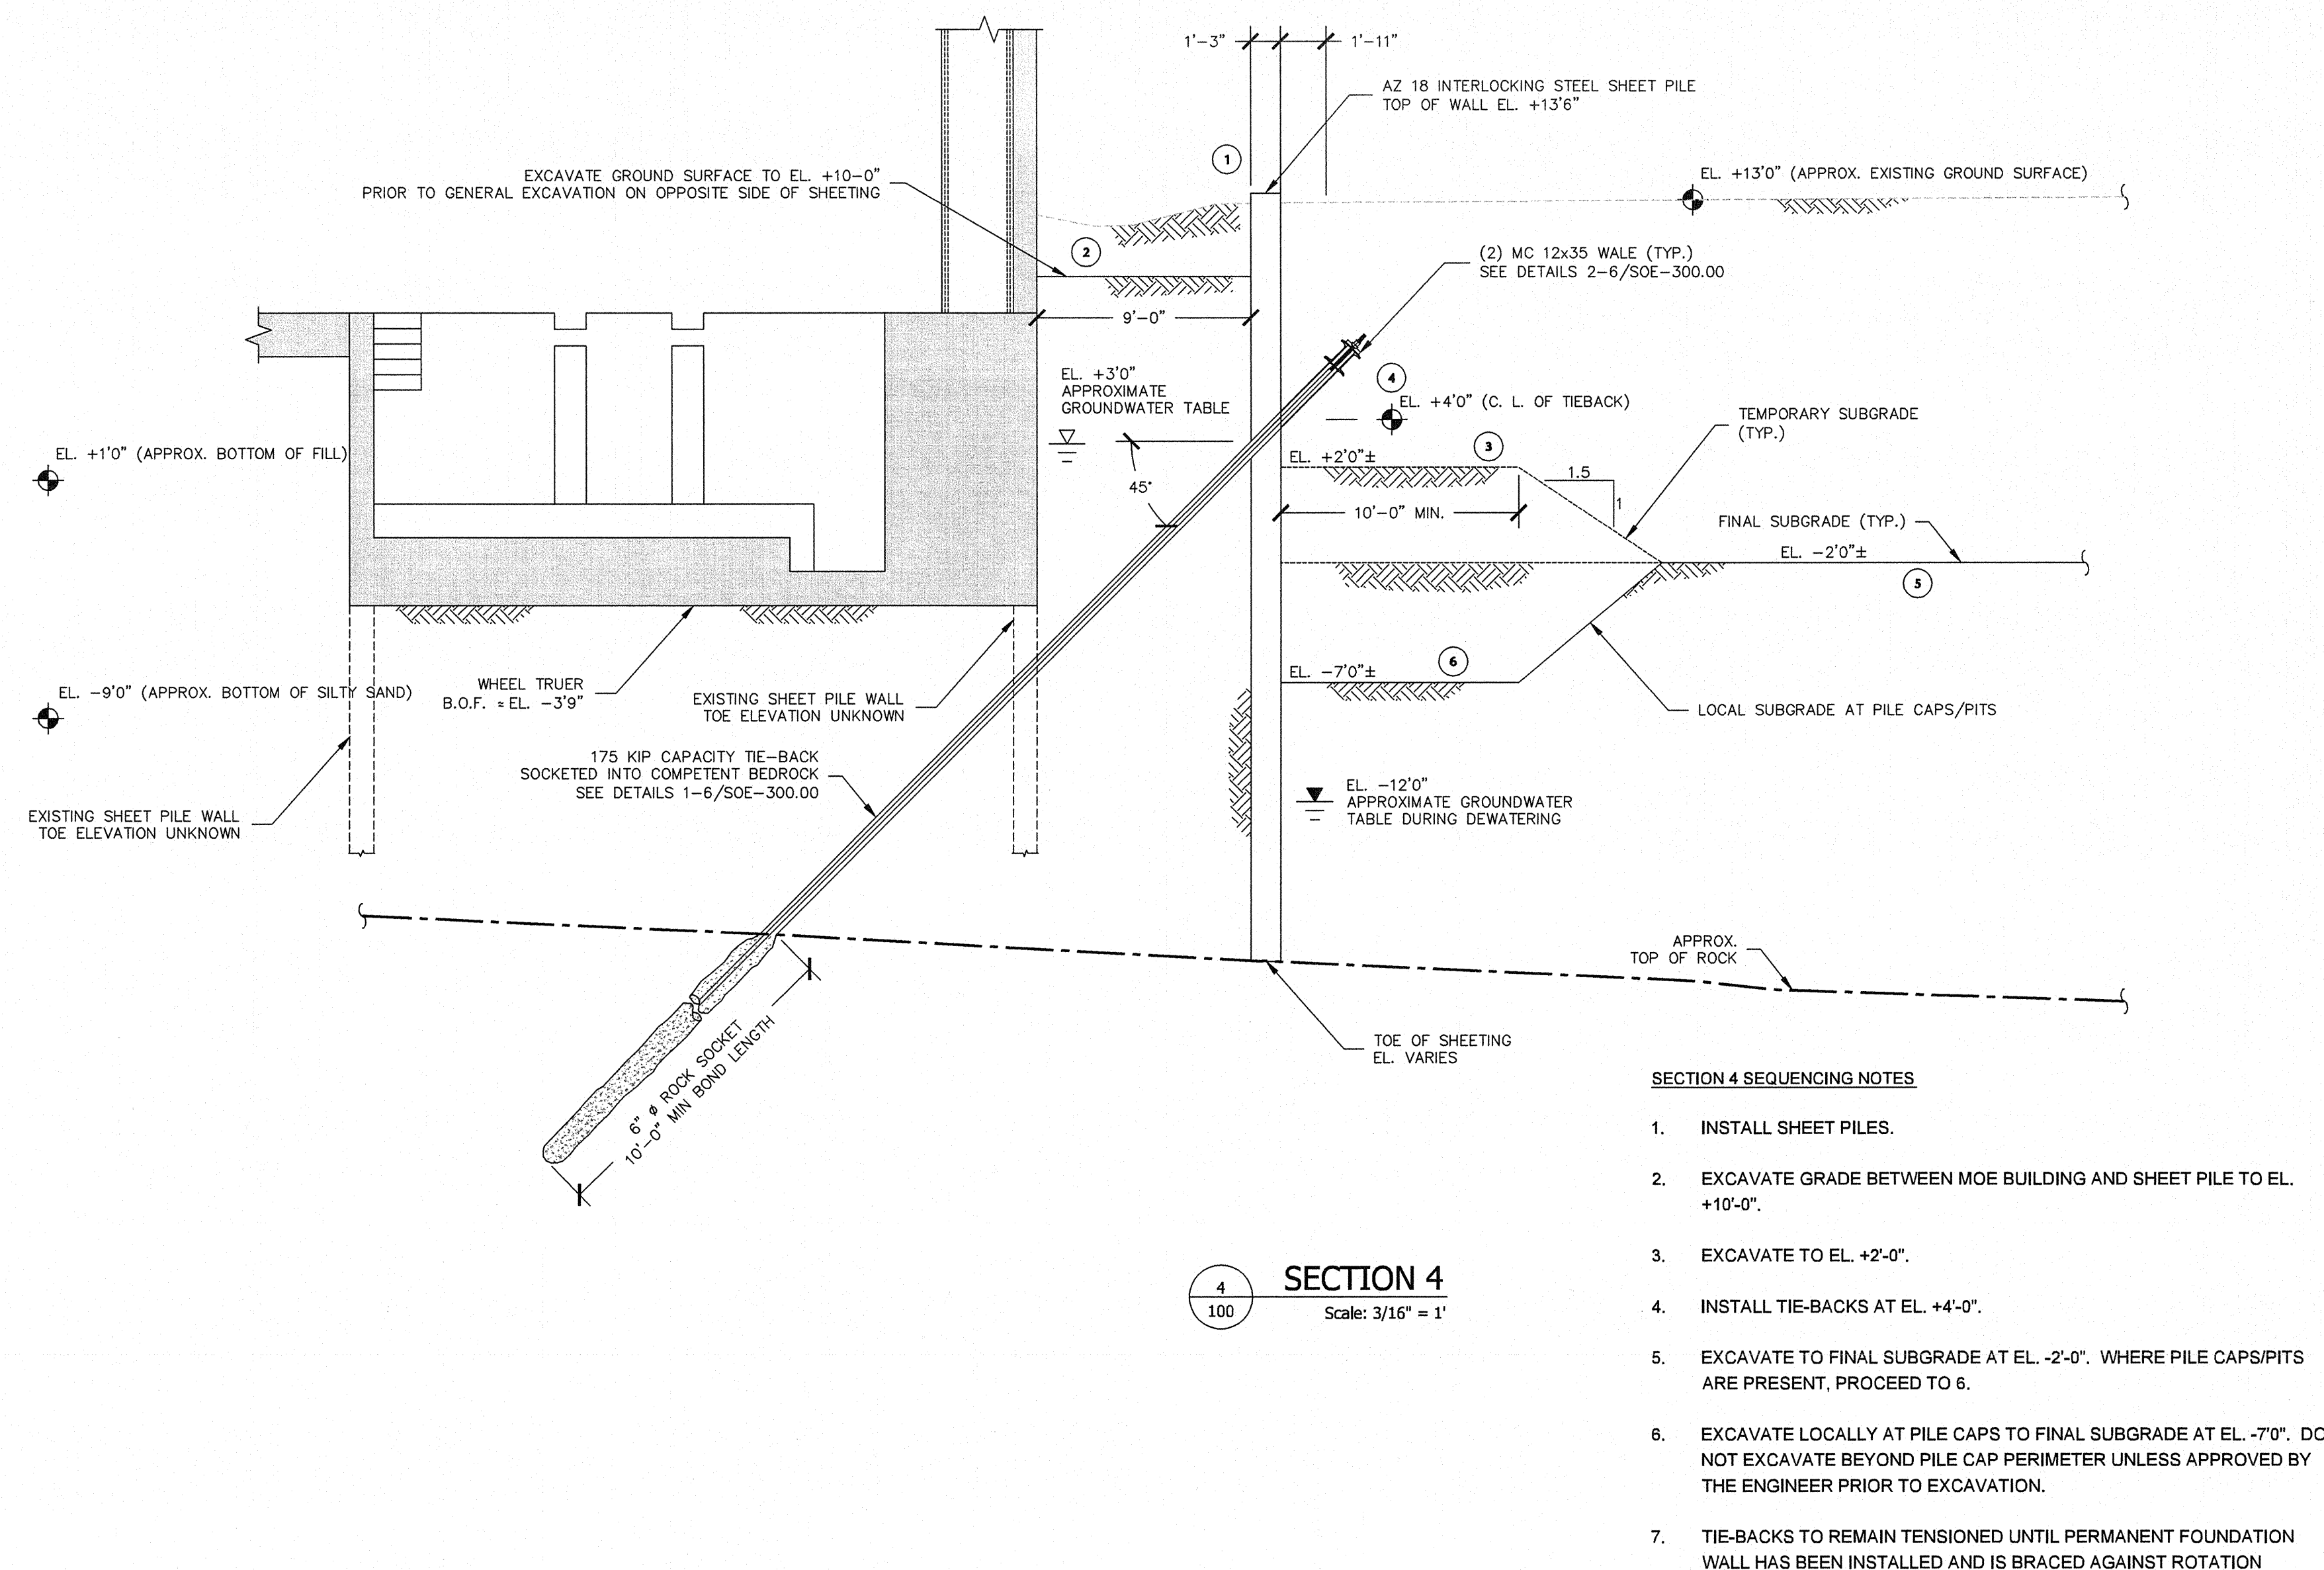 1'-3"
1'-11"
AZ 18 INTERLOCKING STEEL SHEET PILE
TOP OF WALL EL. +13'6"
1
EXCAVATE GROUND SURFACE TO EL. +10-0"
PRIOR TO GENERAL EXCAVATION ON OPPOSITE SIDE OF SHEETING
EL. +13'0" (APPROX. EXISTING GROUND SURFACE)
2
(2) MC 12x35 WALE (TYP.)
SEE DETAILS 2-6/SOE-300.00
9'-0"
EL. +3'0"
APPROXIMATE
GROUNDWATER TABLE
4
EL. +4'0" (C. L. OF TIEBACK)
TEMPORARY SUBGRADE
(TYP.)
3
EL. +1'0" (APPROX. BOTTOM OF FILL)
EL. +2'0"±
1.5
1
45°
10'-0" MIN.
FINAL SUBGRADE (TYP.)
EL. -2'0"±
5
EL. -9'0" (APPROX. BOTTOM OF SILTY SAND)
WHEEL TRUER
B.O.F. ≈ EL. -3'9"
EXISTING SHEET PILE WALL
TOE ELEVATION UNKNOWN
EL. -7'0"±
6
LOCAL SUBGRADE AT PILE CAPS/PITS
175 KIP CAPACITY TIE-BACK
SOCKETED INTO COMPETENT BEDROCK
SEE DETAILS 1-6/SOE-300.00
EXISTING SHEET PILE WALL
TOE ELEVATION UNKNOWN
EL. -12'0"
APPROXIMATE GROUNDWATER
TABLE DURING DEWATERING
APPROX.
TOP OF ROCK
6" ø ROCK SOCKET
10'-0" MIN BOND LENGTH
TOE OF SHEETING
EL. VARIES
4
100
SECTION 4
Scale: 3/16" = 1'
SECTION 4 SEQUENCING NOTES
1. INSTALL SHEET PILES.
2. EXCAVATE GRADE BETWEEN MOE BUILDING AND SHEET PILE TO EL.
+10'-0".
3. EXCAVATE TO EL. +2'-0".
4. INSTALL TIE-BACKS AT EL. +4'-0".
5. EXCAVATE TO FINAL SUBGRADE AT EL. -2'-0". WHERE PILE CAPS/PITS
ARE PRESENT, PROCEED TO 6.
6. EXCAVATE LOCALLY AT PILE CAPS TO FINAL SUBGRADE AT EL. -7'0". DO
NOT EXCAVATE BEYOND PILE CAP PERIMETER UNLESS APPROVED BY
THE ENGINEER PRIOR TO EXCAVATION.
7. TIE-BACKS TO REMAIN TENSIONED UNTIL PERMANENT FOUNDATION
WALL HAS BEEN INSTALLED AND IS BRACED AGAINST ROTATION